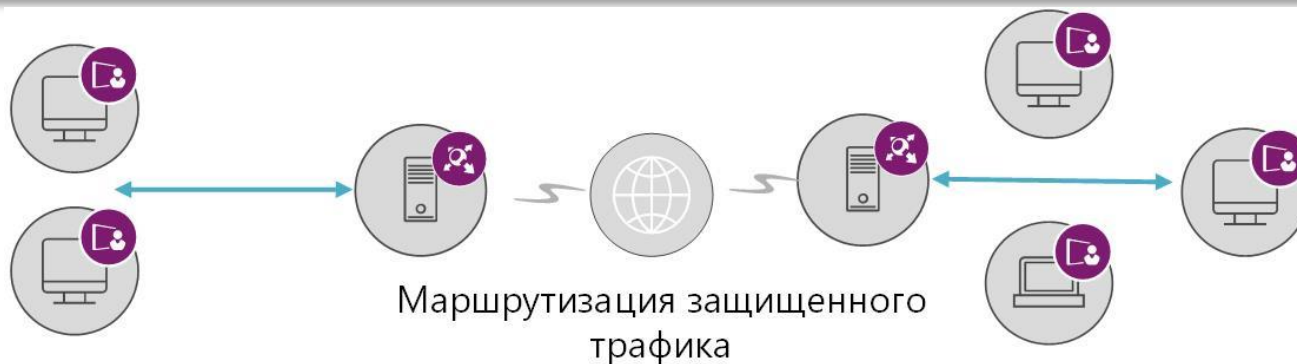 Маршрутизация защищенного
трафика